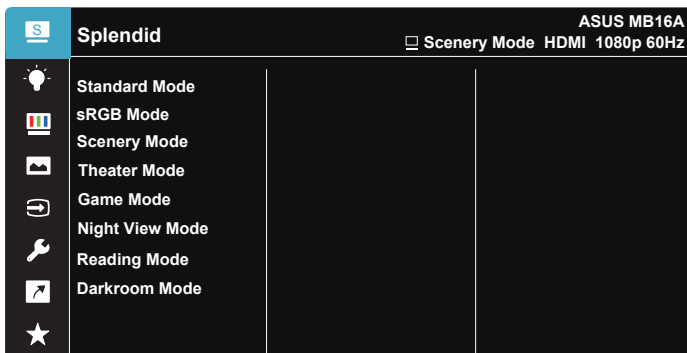 S
Splendid
ASUS MB16A
Scenery Mode HDMI 1080p 60Hz
Standard Mode
sRGB Mode
Scenery Mode
Theater Mode
Game Mode
Night View Mode
Reading Mode
Darkroom Mode